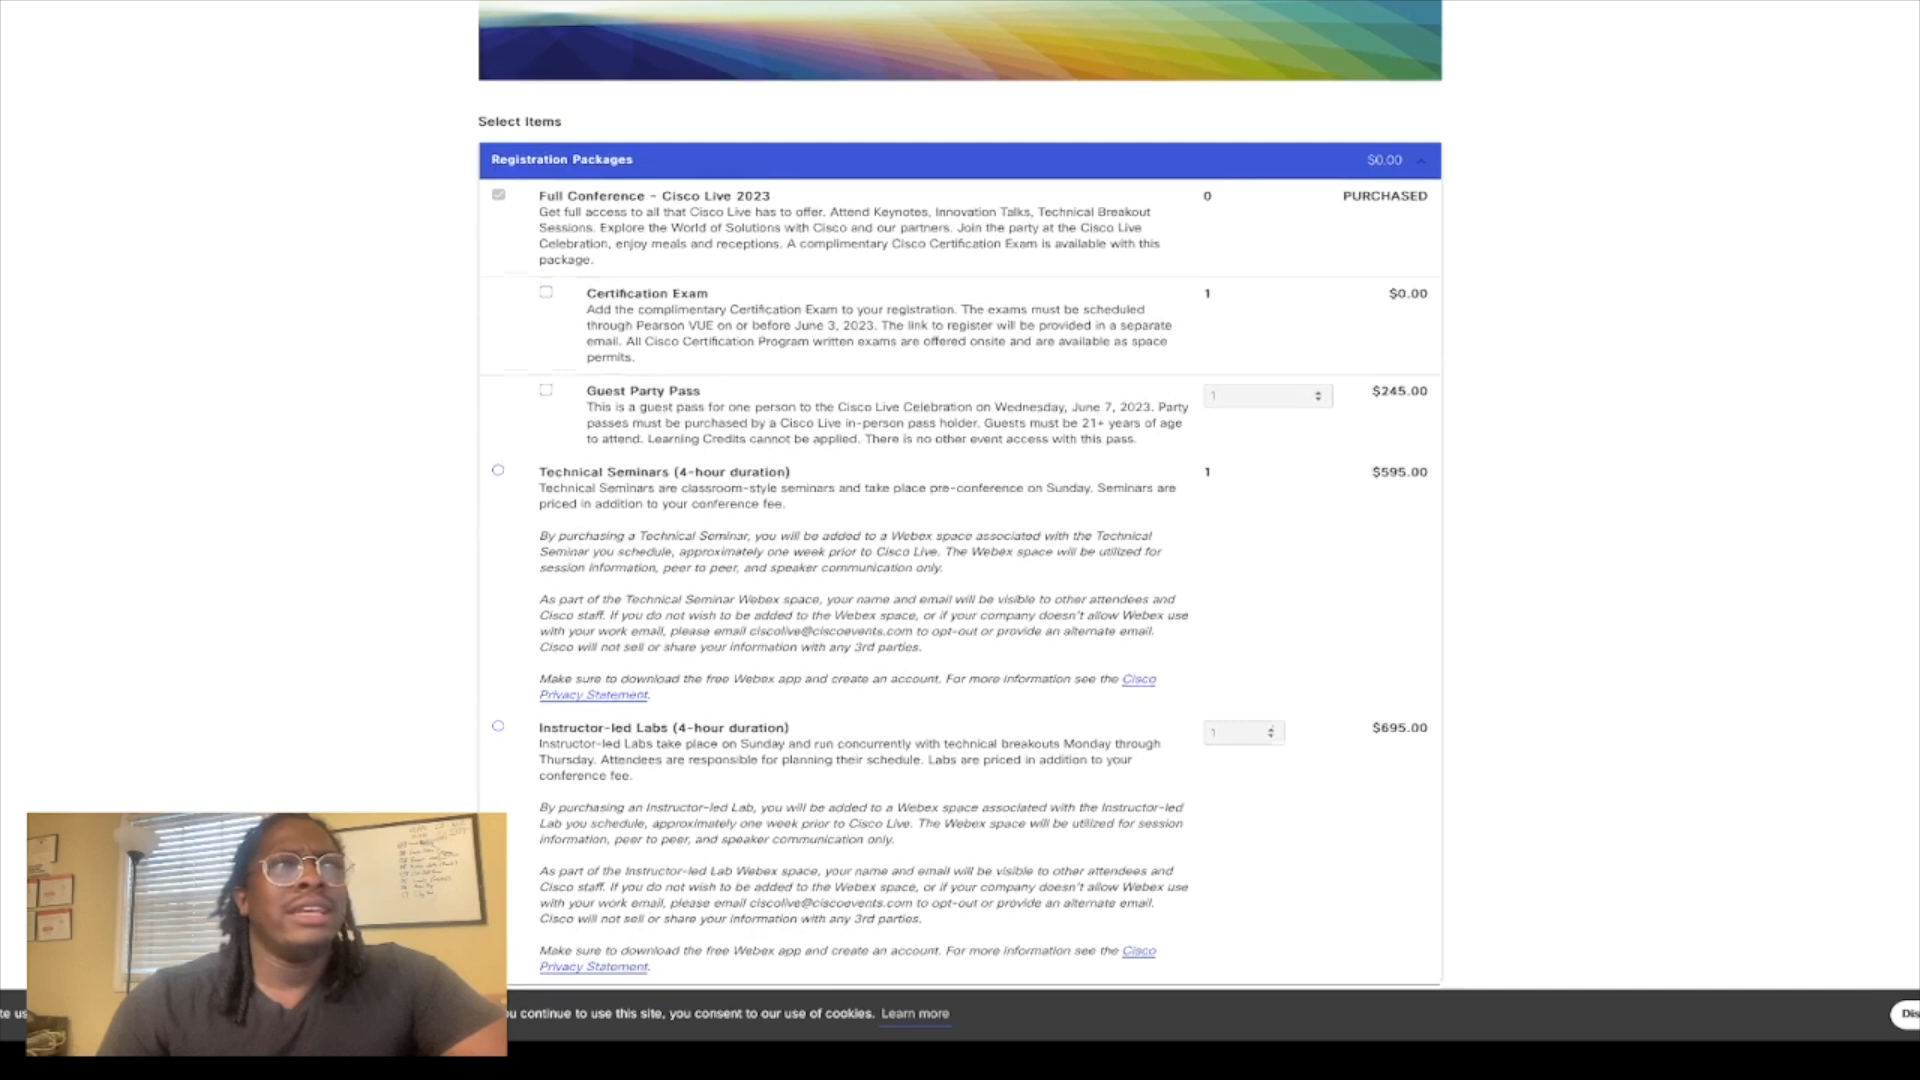 Select Items
Registration Packages $0.00
Full Conference - Cisco Live 2023 0 PURCHASED
Get full access to all that Cisco Live has to offer. Attend Keynotes, Innovation Talks, Technical Breakout
Sessions. Explore the World of Solutions with Cisco and our partners. Join the party at the Cisco Live
Celebration, enjoy meals and receptions. A complimentary Cisco Certification Exam is available with this
package.
Certification Exam 1 $0.00
Add the complimentary Certification Exam to your registration. The exams must be scheduled
through Pearson VUE on or before June 3, 2023. The link to register will be provided in a separate
email. All Cisco Certification Program written exams are offered onsite and are available as space
permits.
Guest Party Pass 1 $245.00
This is a guest pass for one person to the Cisco Live Celebration on Wednesday, June 7, 2023. Party
passes must be purchased by a Cisco Live in-person pass holder. Guests must be 21+ years of age
to attend. Learning Credits cannot be applied. There is no other event access with this pass.
Technical Seminars (4-hour duration) 1 $595.00
Technical Seminars are classroom-style seminars and take place pre-conference on Sunday. Seminars are
priced in addition to your conference fee.
By purchasing a Technical Seminar, you will be added to a Webex space associated with the Technical
Seminar you schedule, approximately one week prior to Cisco Live. The Webex space will be utilized for
session information, peer to peer, and speaker communication only.
As part of the Technical Seminar Webex space, your name and email will be visible to other attendees and
Cisco staff. If you do not wish to be added to the Webex space, or if your company doesn't allow Webex use
with your work email, please email ciscolive@ciscoevents.com to opt-out or provide an alternate email.
Cisco will not sell or share your information with any 3rd parties.
Make sure to download the free Webex app and create an account. For more information see the Cisco
Privacy Statement.
Instructor-led Labs (4-hour duration) 1 $695.00
Instructor-led Labs take place on Sunday and run concurrently with technical breakouts Monday through
Thursday. Attendees are responsible for planning their schedule. Labs are priced in addition to your
conference fee.
By purchasing an Instructor-led Lab, you will be added to a Webex space associated with the Instructor-led
Lab you schedule, approximately one week prior to Cisco Live. The Webex space will be utilized for session
information, peer to peer, and speaker communication only.
As part of the Instructor-led Lab Webex space, your name and email will be visible to other attendees and
Cisco staff. If you do not wish to be added to the Webex space, or if your company doesn't allow Webex use
with your work email, please email ciscolive@ciscoevents.com to opt-out or provide an alternate email.
Cisco will not sell or share your information with any 3rd parties.
Make sure to download the free Webex app and create an account. For more information see the Cisco
Privacy Statement.
te us u continue to use this site, you consent to our use of cookies. Learn more Dis